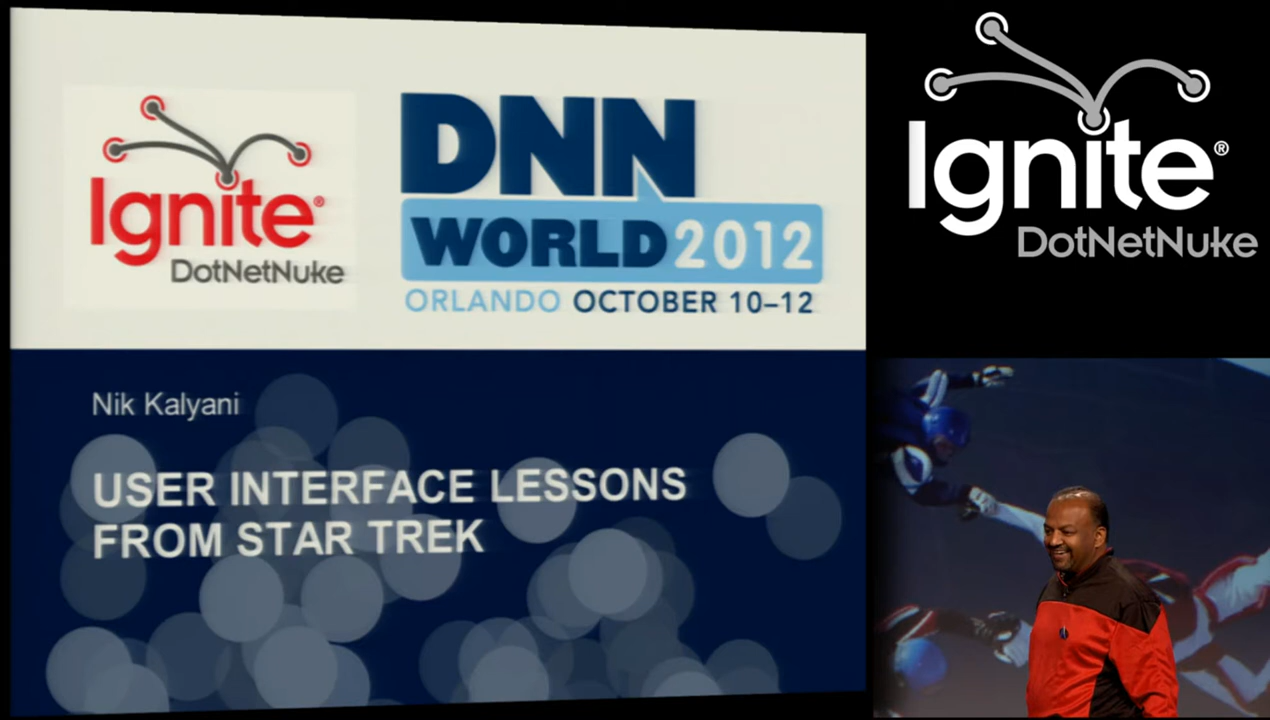 Ignite®
DotNetNuke
DNN
WORLD 2012
ORLANDO OCTOBER 10–12
Nik Kalyani
USER INTERFACE LESSONS
FROM STAR TREK
Ignite®
DotNetNuke